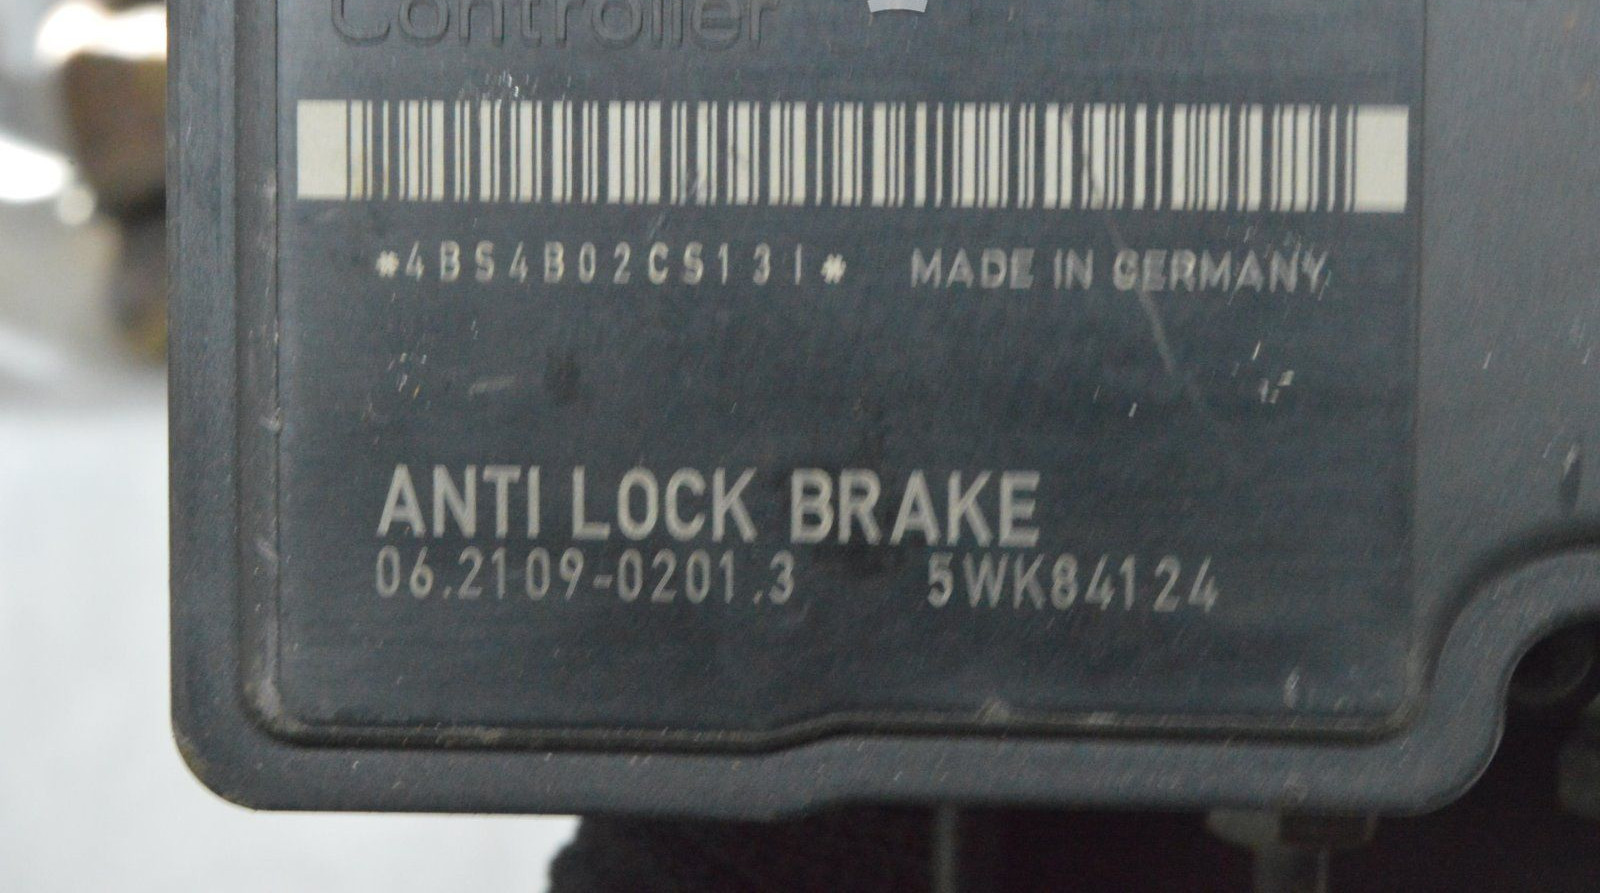 Controller
*4BS4B02CS131* MADE IN GERMANY
ANTI LOCK BRAKE
06.2109-0201.3 5WK84124